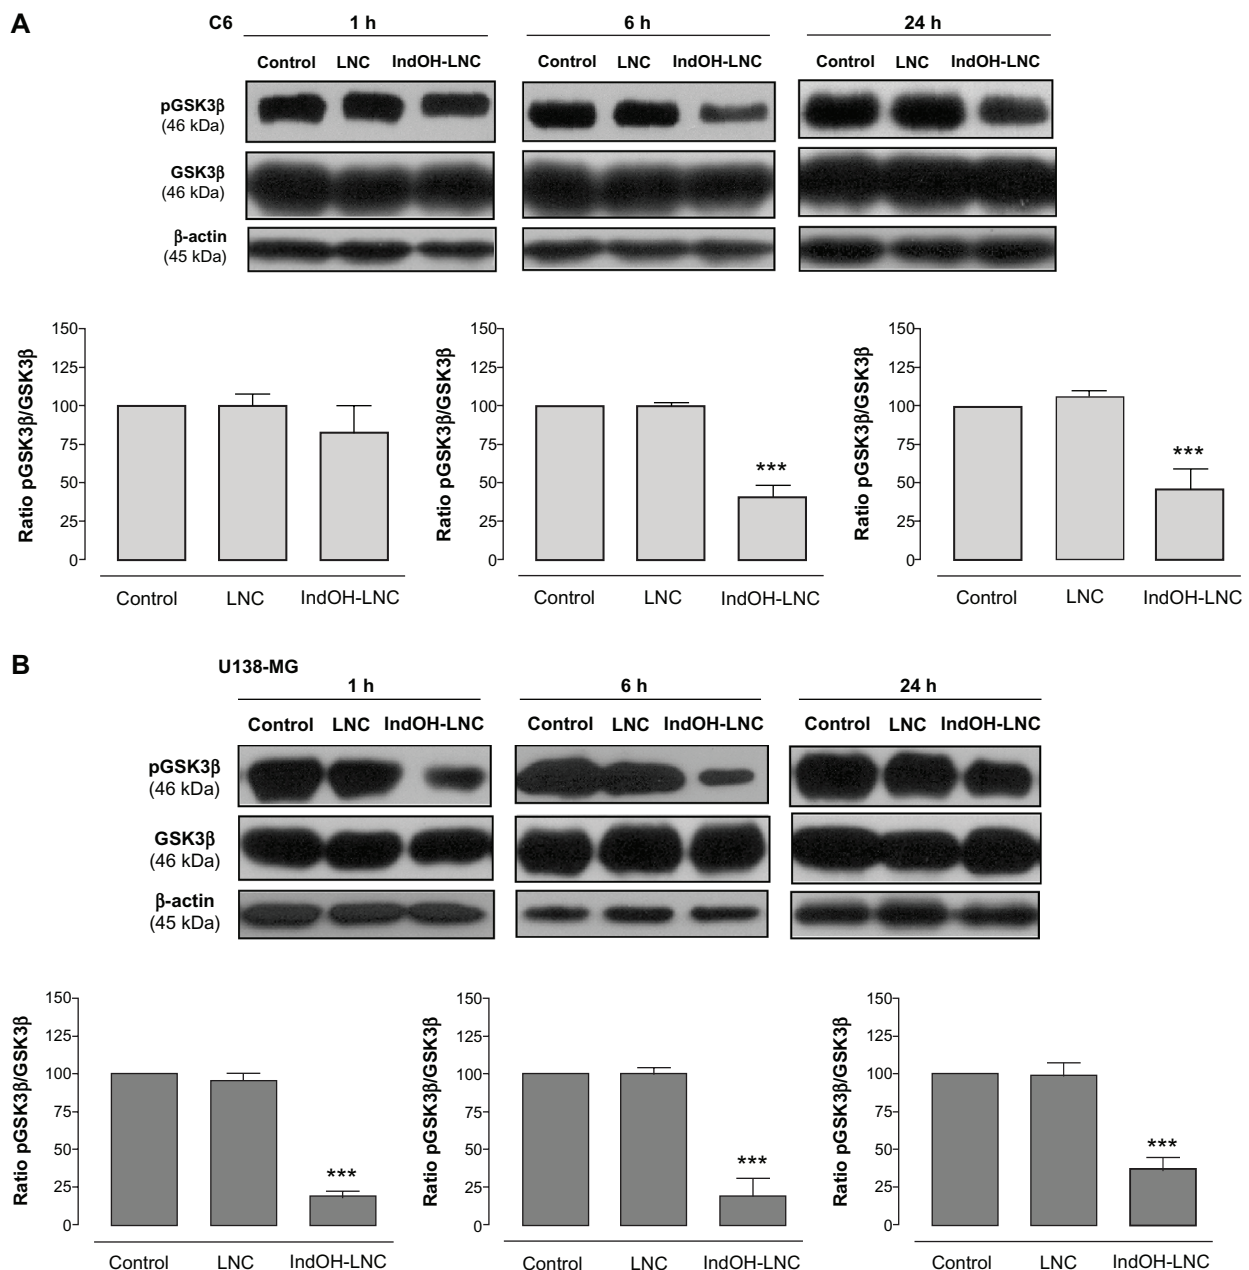 A
C6 1 h 6 h 24 h
Control LNC IndOH-LNC Control LNC IndOH-LNC Control LNC IndOH-LNC
pGSK3β
(46 kDa)
GSK3β
(46 kDa)
β-actin
(45 kDa)
Ratio pGSK3β/GSK3β
150
125
100
75
50
25
0
Control LNC IndOH-LNC
Ratio pGSK3β/GSK3β
150
125
100
75
50
25
0
***
Control LNC IndOH-LNC
Ratio pGSK3β/GSK3β
150
125
100
75
50
25
0
***
Control LNC IndOH-LNC
B
U138-MG
1 h 6 h 24 h
Control LNC IndOH-LNC Control LNC IndOH-LNC Control LNC IndOH-LNC
pGSK3β
(46 kDa)
GSK3β
(46 kDa)
β-actin
(45 kDa)
Ratio pGSK3β/GSK3β
150
125
100
75
50
25
0
***
Control LNC IndOH-LNC
Ratio pGSK3β/GSK3β
150
125
100
75
50
25
0
***
Control LNC IndOH-LNC
Ratio pGSK3β/GSK3β
150
125
100
75
50
25
0
***
Control LNC IndOH-LNC